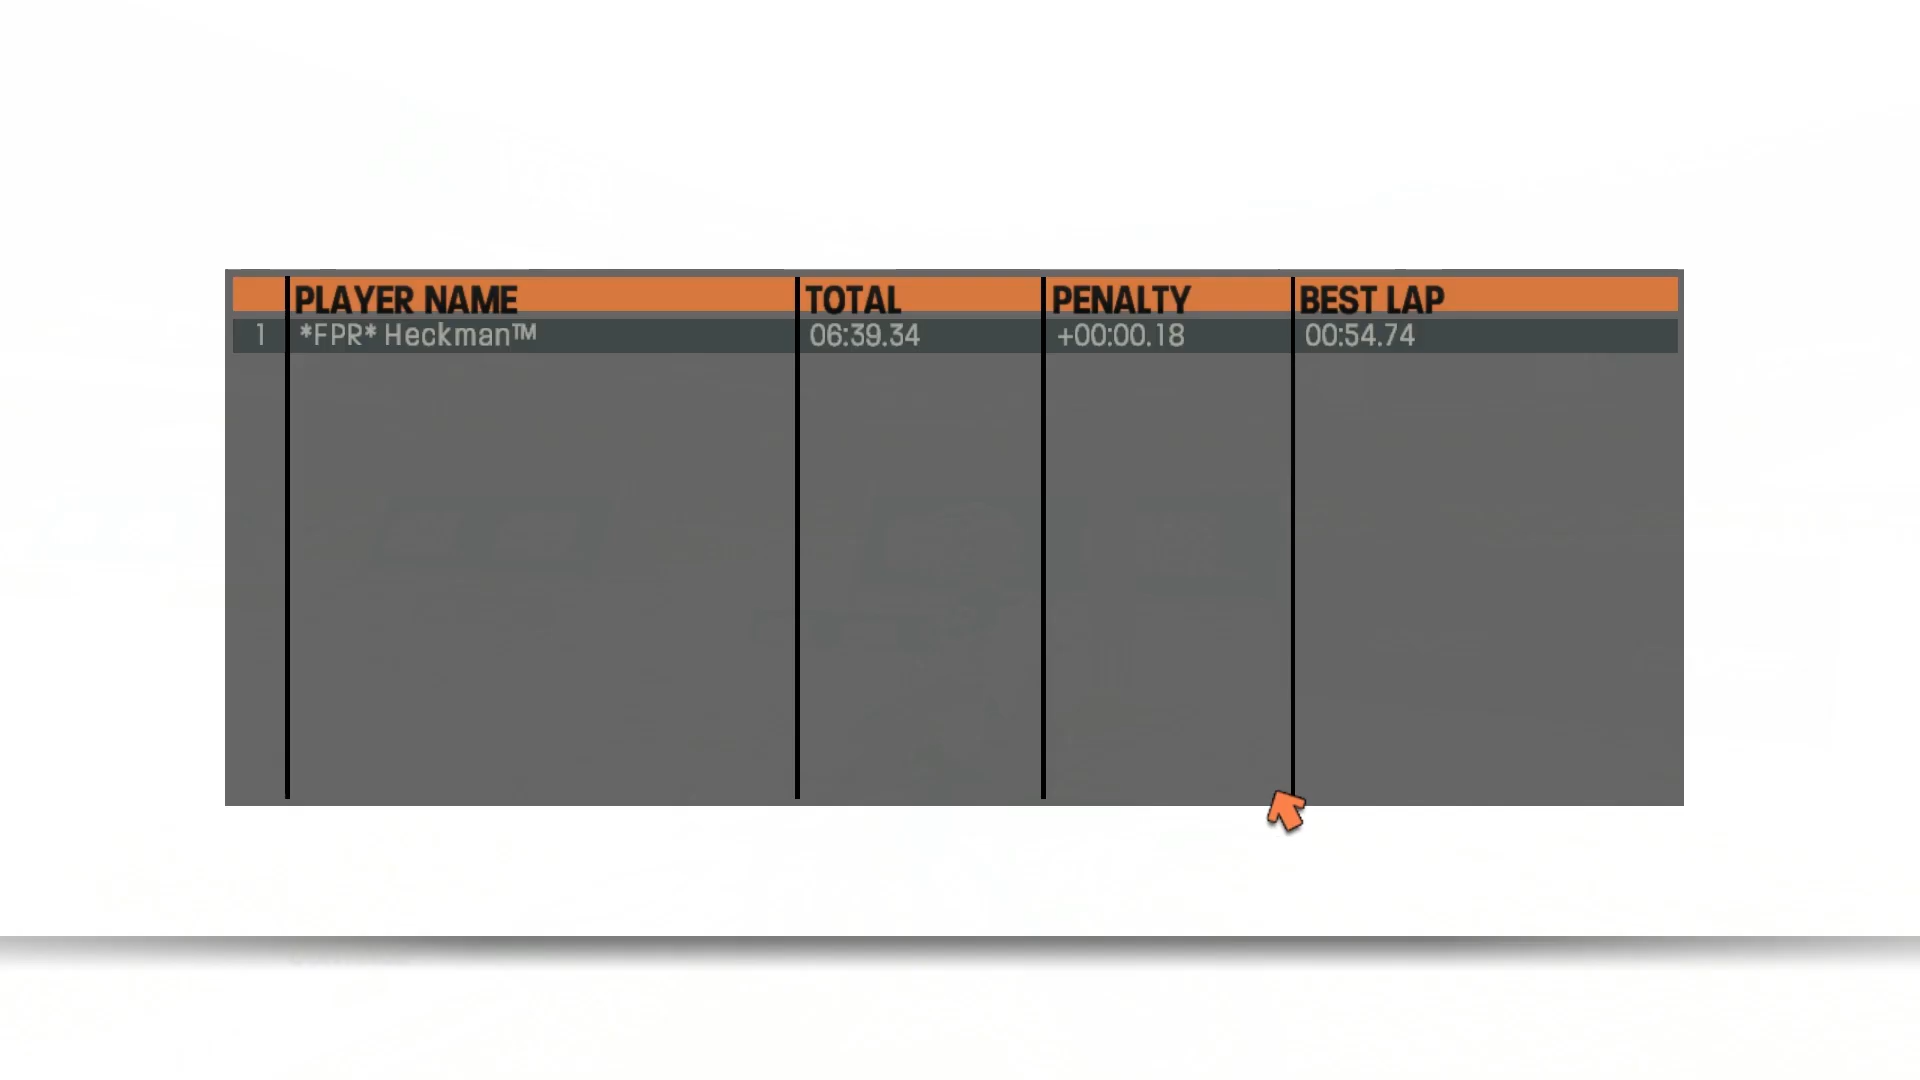 PLAYER NAME TOTAL PENALTY BEST LAP
1 *FPR* Heckman™ 06:39.34 +00:00.18 00:54.74